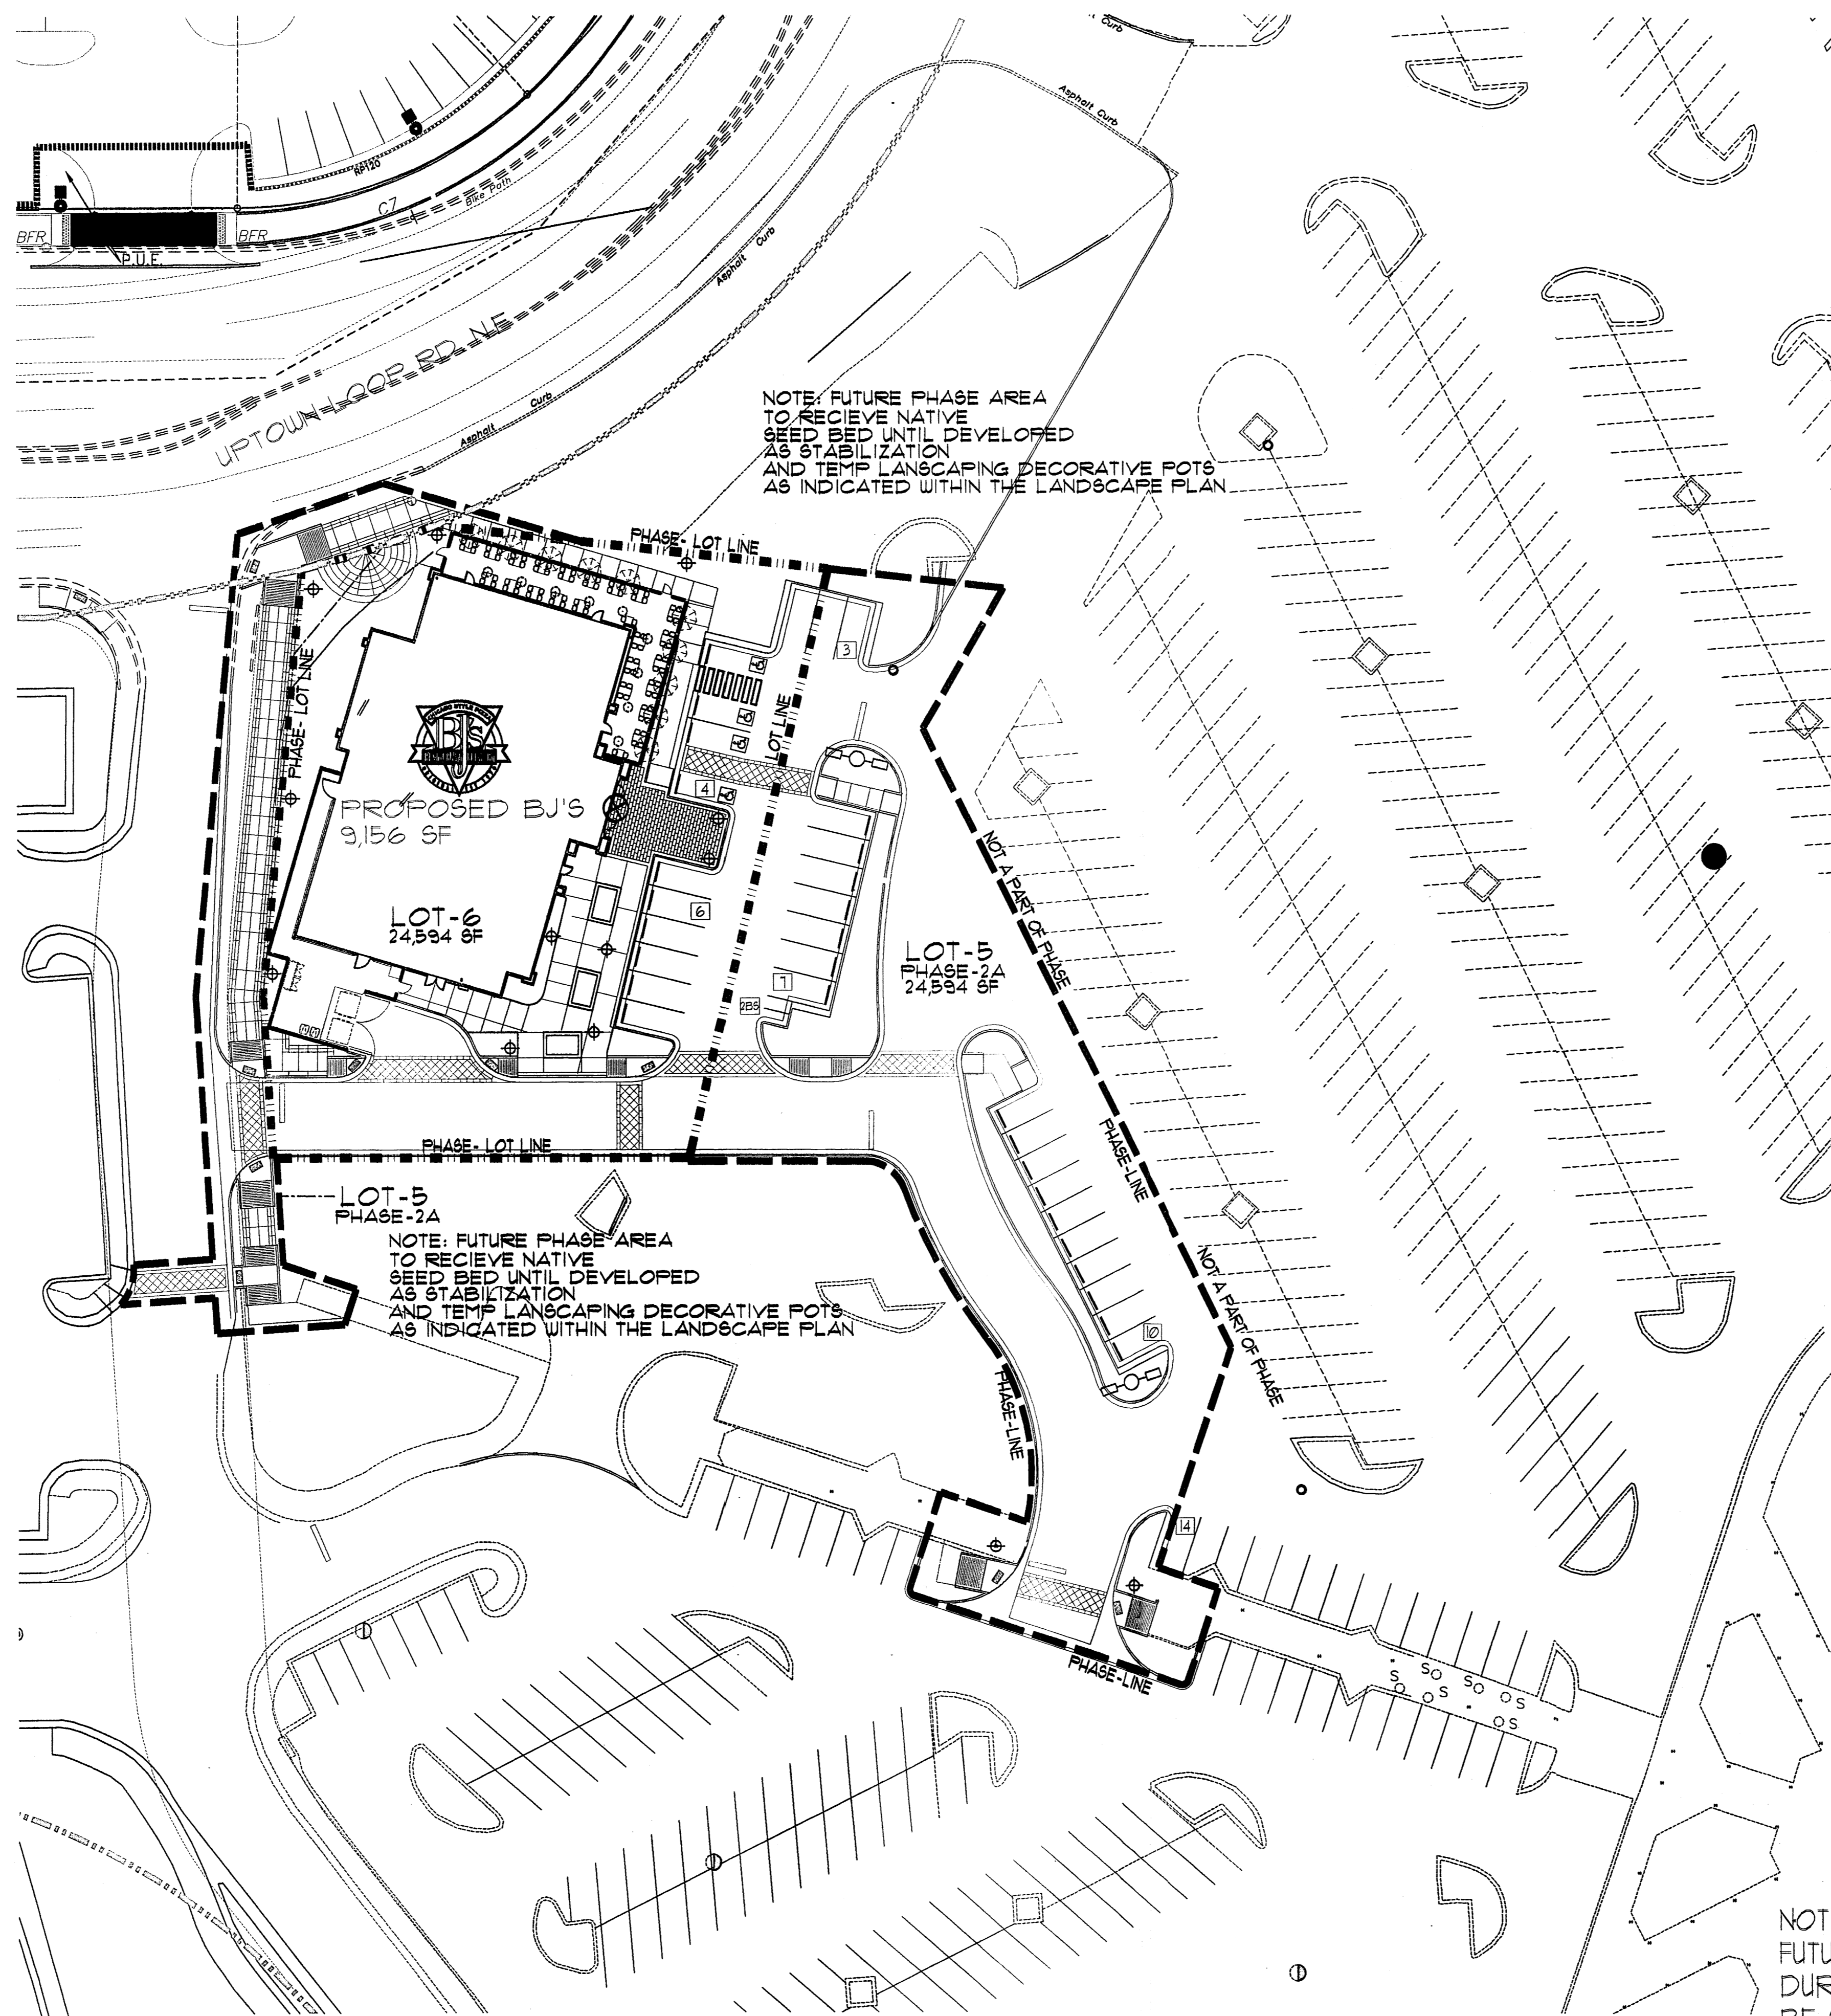 Curb
Asphalt Curb
RP120
C7
Bike Path
BFR
BFR
P.U.E.
Asphalt Curb
UPTOWN LOOP RD. NE
Asphalt Curb
NOTE: FUTURE PHASE AREA
TO RECIEVE NATIVE
SEED BED UNTIL DEVELOPED
AS STABILIZATION
AND TEMP LANSCAPING DECORATIVE POTS
AS INDICATED WITHIN THE LANDSCAPE PLAN
PHASE- LOT LINE
3
PHASE- LOT LINE
LOT LINE
BJ's
4
PROPOSED BJ'S
9,156 SF
NOT A PART OF PHASE
6
LOT-6
24,594 SF
LOT-5
PHASE-2A
24,594 SF
7
2BS
PHASE-LINE
PHASE- LOT LINE
LOT-5
PHASE-2A
NOTE: FUTURE PHASE AREA
TO RECIEVE NATIVE
SEED BED UNTIL DEVELOPED
AS STABILIZATION
AND TEMP LANSCAPING DECORATIVE POTS
AS INDICATED WITHIN THE LANDSCAPE PLAN
NOT A PART OF PHASE
10
PHASE-LINE
14
PHASE-LINE
S
S
S
S
S
S
NOT
FUTU
DUR